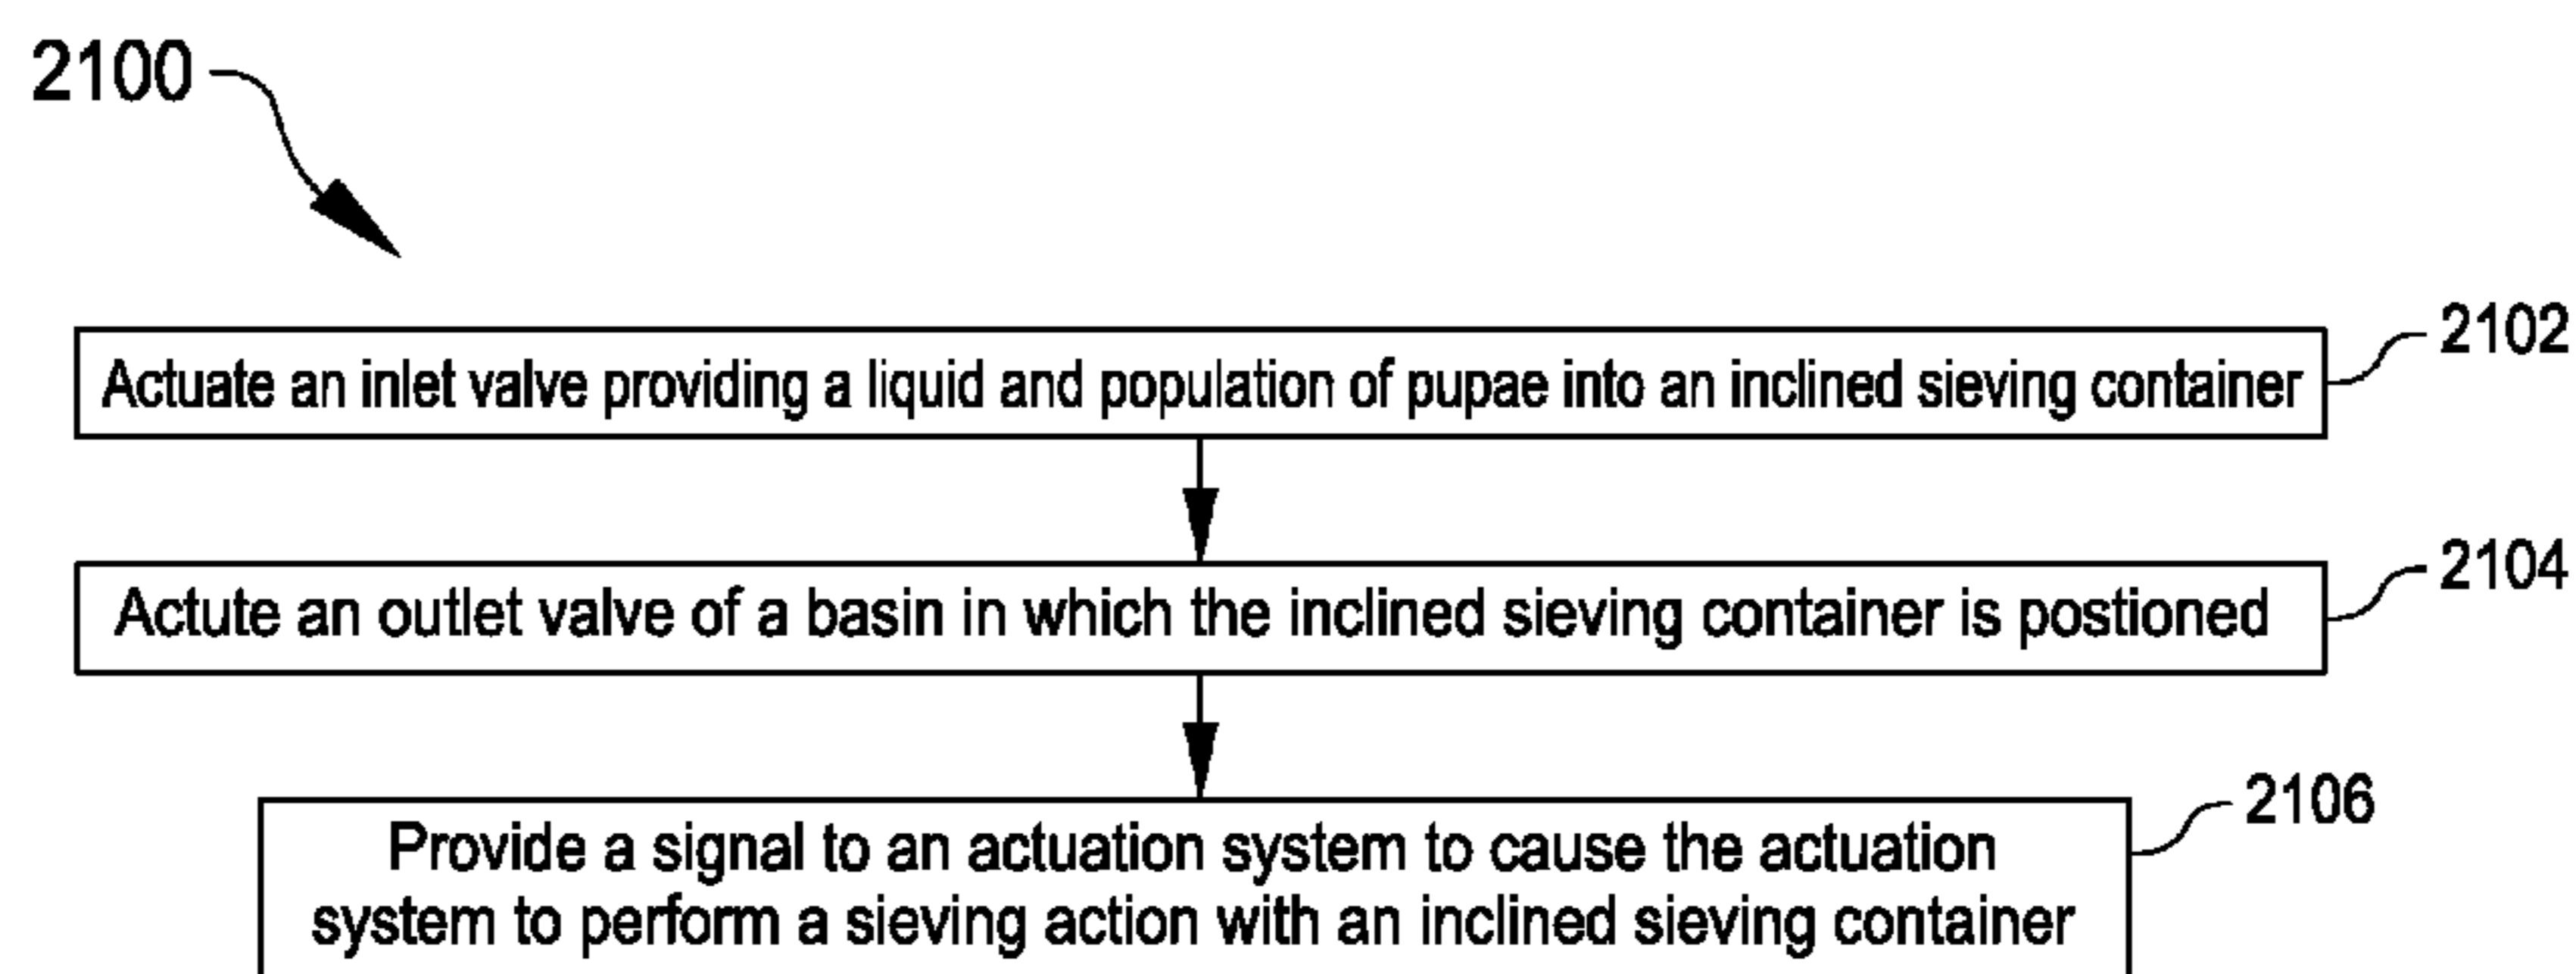 2100
Actuate an inlet valve providing a liquid and population of pupae into an inclined sieving container
2102
Actute an outlet valve of a basin in which the inclined sieving container is postioned
2104
Provide a signal to an actuation system to cause the actuation
system to perform a sieving action with an inclined sieving container
2106